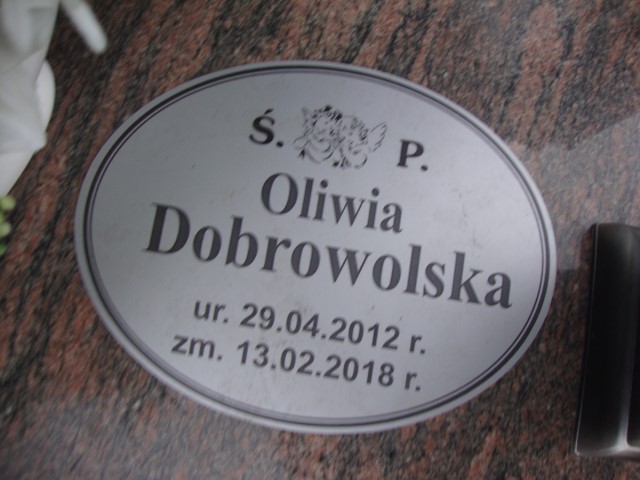 Ś. P.
Oliwia
Dobrowolska
ur. 29.04.2012 r.
zm. 13.02.2018 r.